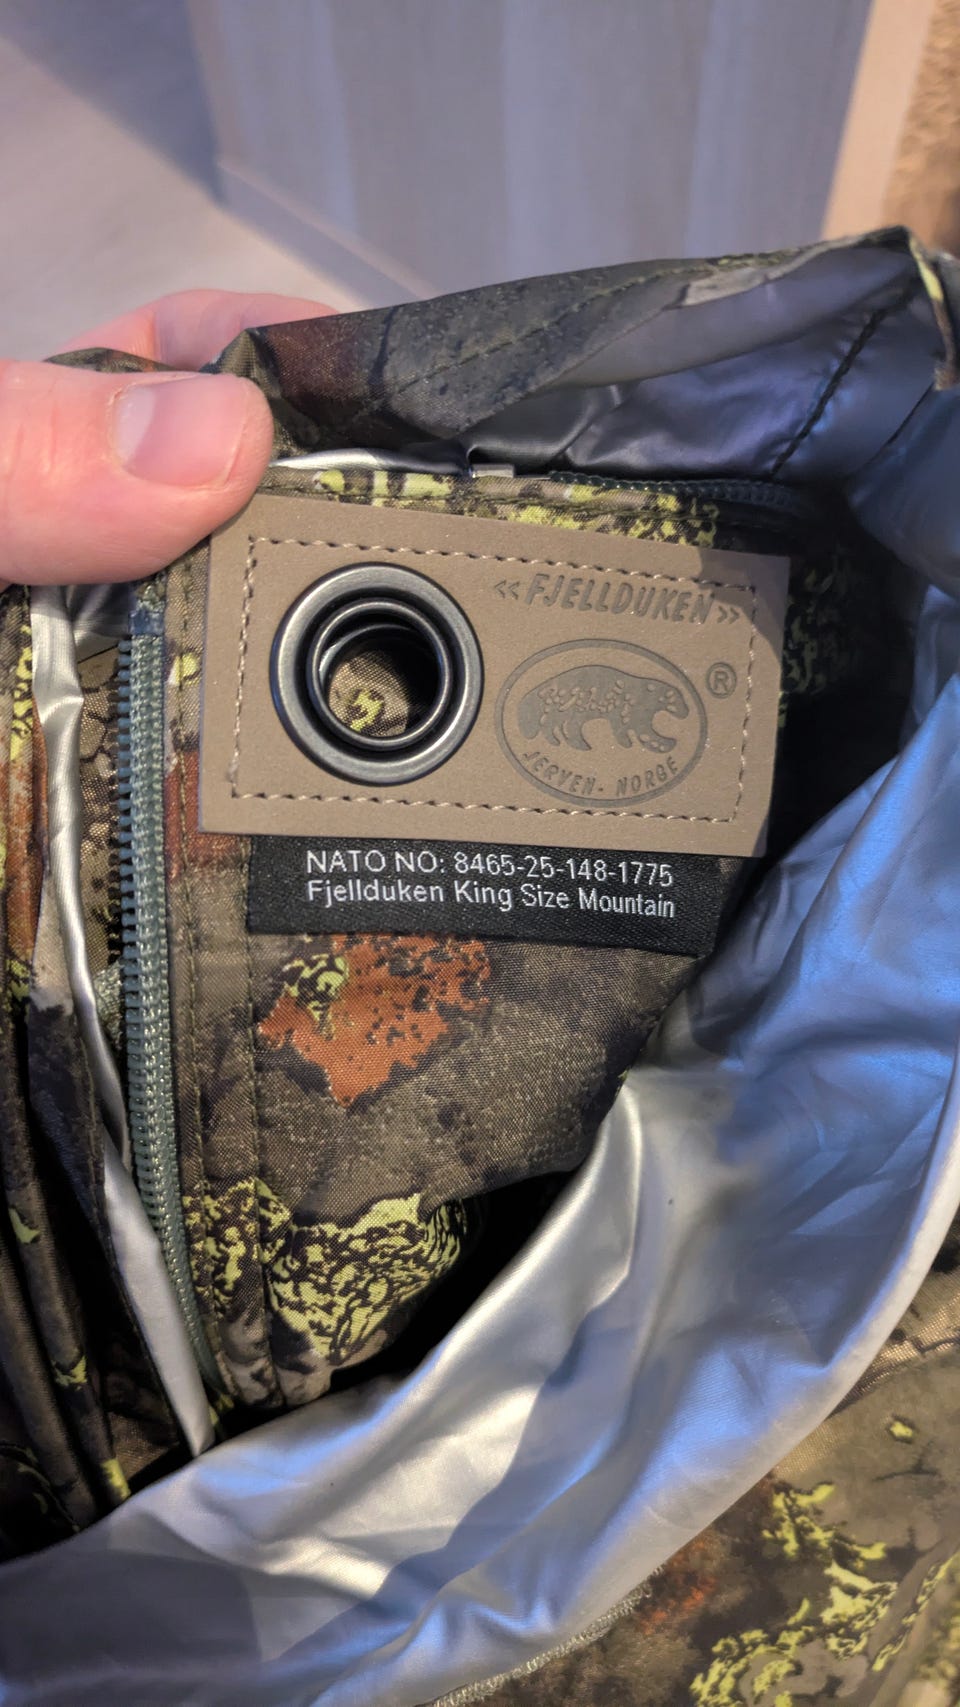 <<FJELLDUKEN>>
®
JERVEN- NORGE
NATO NO: 8465-25-148-1775
Fjellduken King Size Mountain